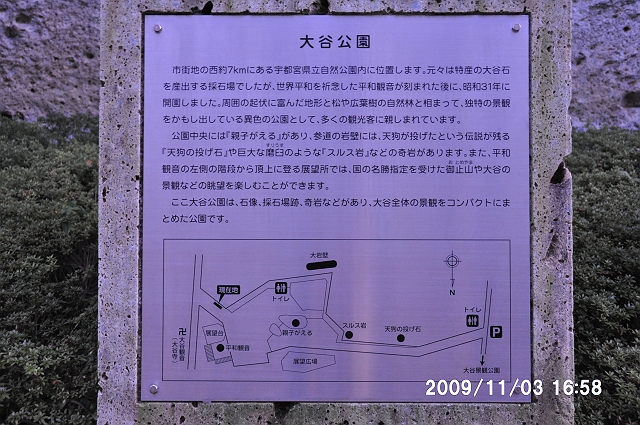 大谷公園
市街地の西約7kmにある宇都宮県立自然公園内に位置します。元々は特産の大谷石
を産出する採石場でしたが、世界平和を祈念した平和観音が刻まれた後に、昭和31年に
開園しました。周囲の起伏に富んだ地形と松や広葉樹の自然林と相まって、独特の景観
をかもし出している異色の公園として、多くの観光客に親しまれています。
公園中央には「親子がえる」があり、参道の岩壁には、天狗が投げたという伝説が残る
『天狗の投げ石』や巨大な磨臼のような『スルス岩』などの奇岩があります。また、平和
観音の左側の階段から頂上に登る展望所では、国の名勝指定を受けた御止山や大谷の
景観などの眺望を楽しむことができます。
ここ大谷公園は、石像、採石場跡、奇岩などがあり、大谷全体の景観をコンパクトにま
とめた公園です。
大岩壁
現在地
トイレ
N
トイレ
P
卍大谷観音
(大谷寺)
展望台
平和観音
親子がえる
スルス岩
天狗の投げ石
展望広場
大谷景観公園
2009/11/03 16:58